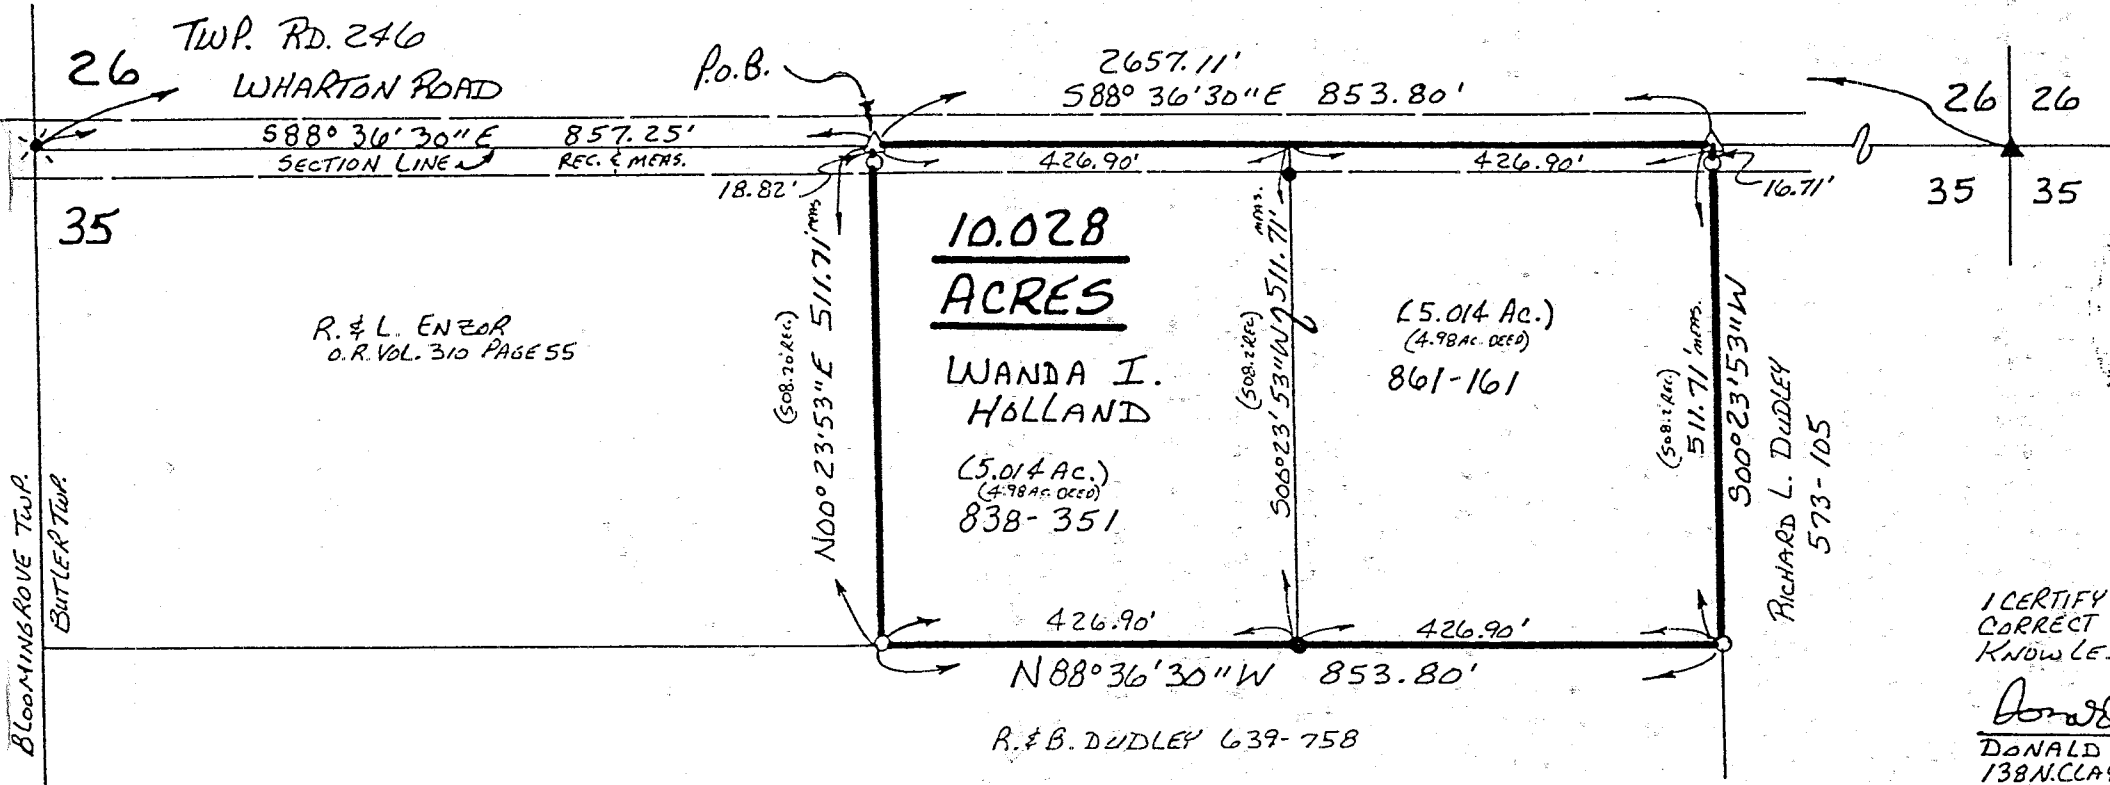 TWP. RD. 246
26
WHARTON ROAD
P.O.B.
2657.11'
S88° 36' 30" E 853.80'
26 26
S88° 36' 30" E 857.25'
SECTION LINE REC. & MEAS.
426.90' 426.90'
18.82'
16.71'
35
35 35
10.028
ACRES
WANDA I.
HOLLAND
(5.014 AC.)
(4.98 AC. DEED)
838-351
(5.014 AC.)
(4.98 AC. DEED)
861-161
R. & L. ENZOR
O.R. VOL. 310 PAGE 55
N00° 23' 53" E 511.71' MEAS.
(508.20 REC.)
S00° 23' 53" W 511.71' MEAS.
(508.2 REC)
511.71' MEAS.
(508.2 REC.)
S00° 23' 53" W
RICHARD L. DUDLEY
573-105
BLOOMINGROVE TWP.
BUTLER TWP.
426.90' 426.90'
N88° 36' 30" W 853.80'
R. & B. DUDLEY 639-758
I CERTIFY
CORRECT
KNOWLE
DONALD
138 N. CLA